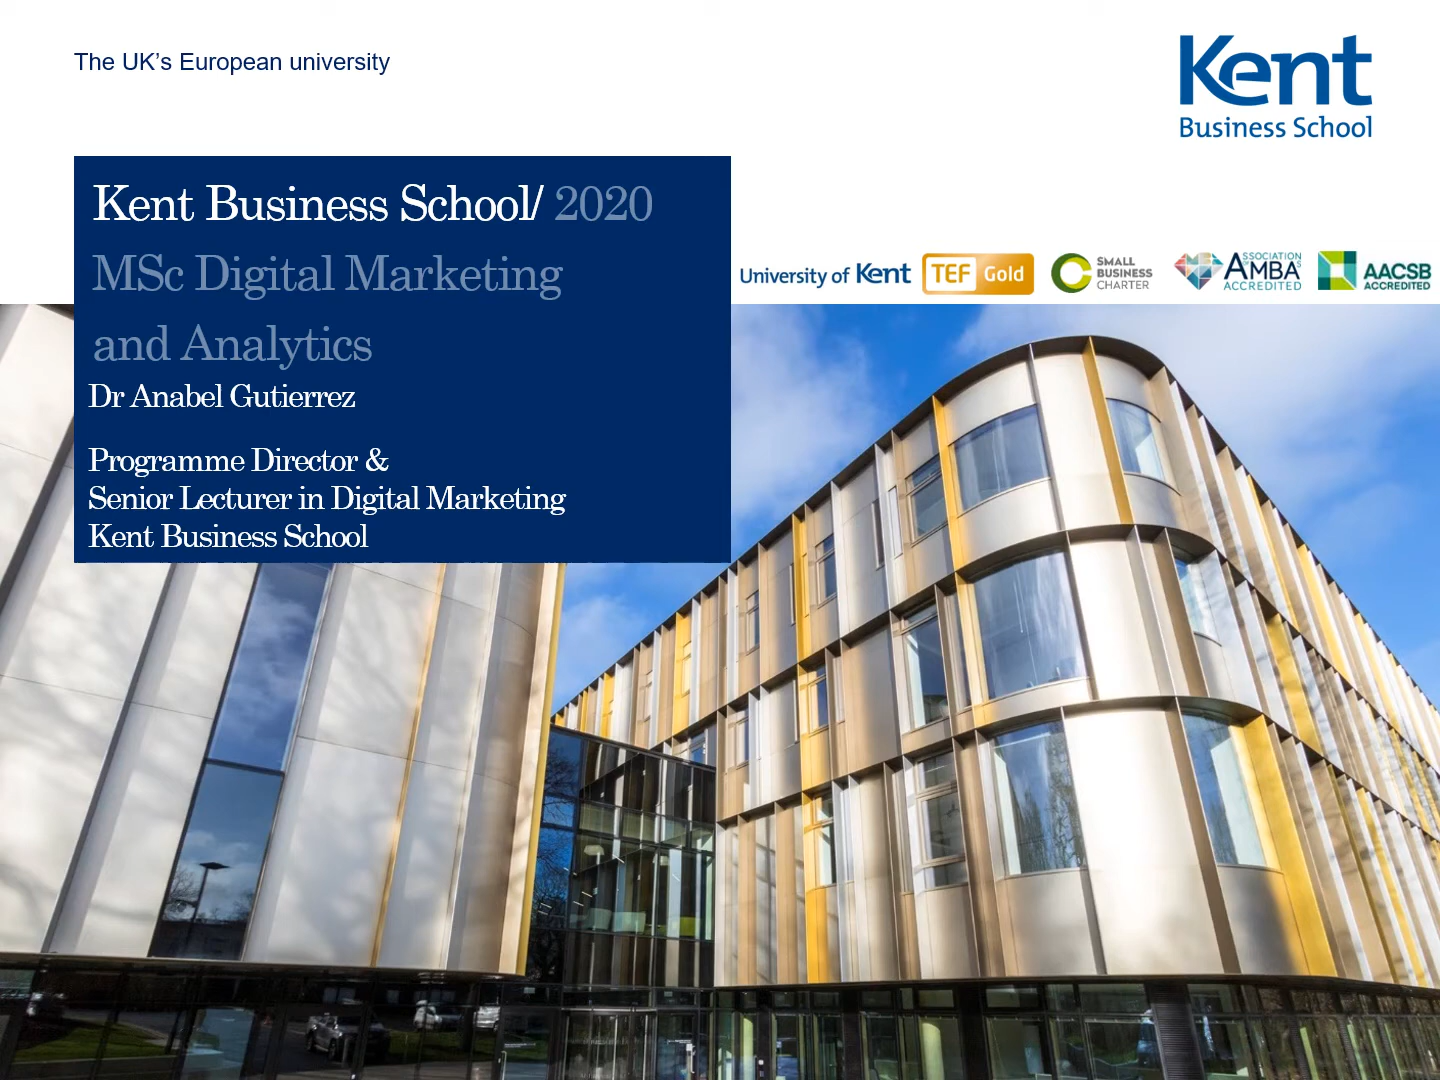 The UK’s European university
Kent
Business School
Kent Business School/ 2020
MSc Digital Marketing
and Analytics
Dr Anabel Gutierrez
Programme Director &
Senior Lecturer in Digital Marketing
Kent Business School
University of Kent
TEF Gold
SMALL
BUSINESS
CHARTER
ASSOCIATION OF
AMBA'S
ACCREDITED
AACSB
ACCREDITED